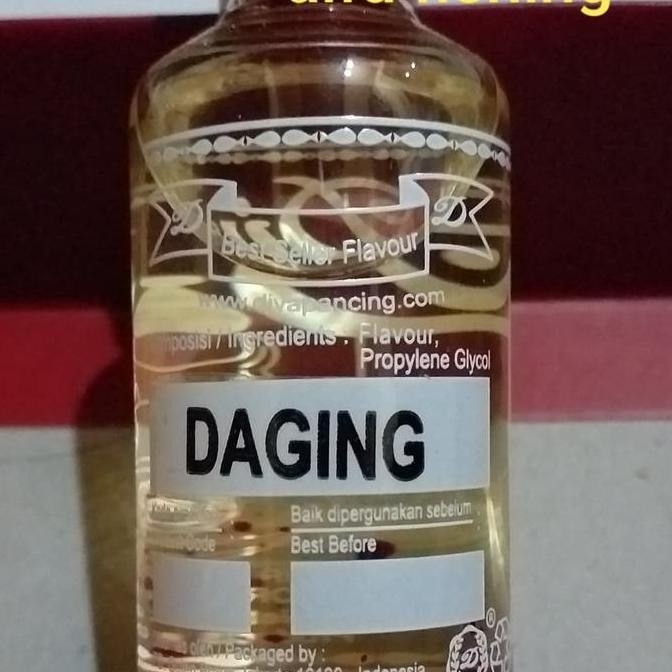 D D
Best Seller Flavour
www.divapancing.com
Ingredients : Flavour,
Propylene Glycol
DAGING
Baik dipergunakan sebelum
Code Best Before
Packaged by :
Indonesia